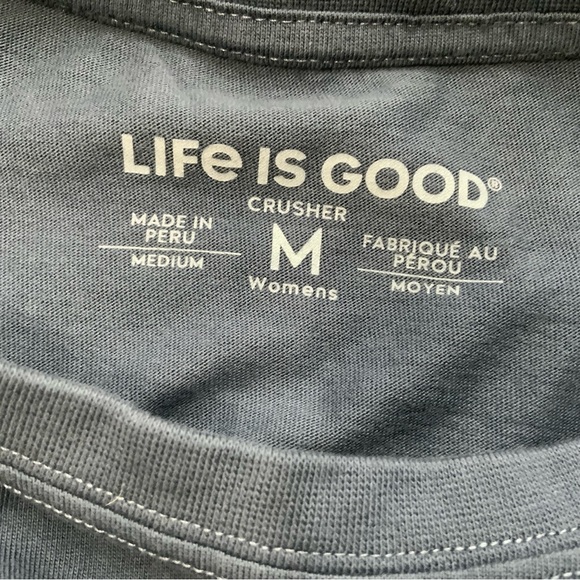 LIFe IS GOOD®
CRUSHER
MADE IN
PERU
MEDIUM
M
Womens
FABRIQUÉ AU
PÉROU
MOYEN